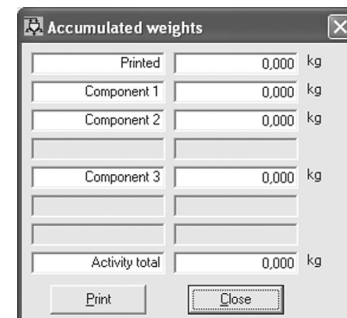 Accumulated weights
Printed 0,000 kg
Component 1 0,000 kg
Component 2 0,000 kg
Component 3 0,000 kg
Activity total 0,000 kg
Print Close